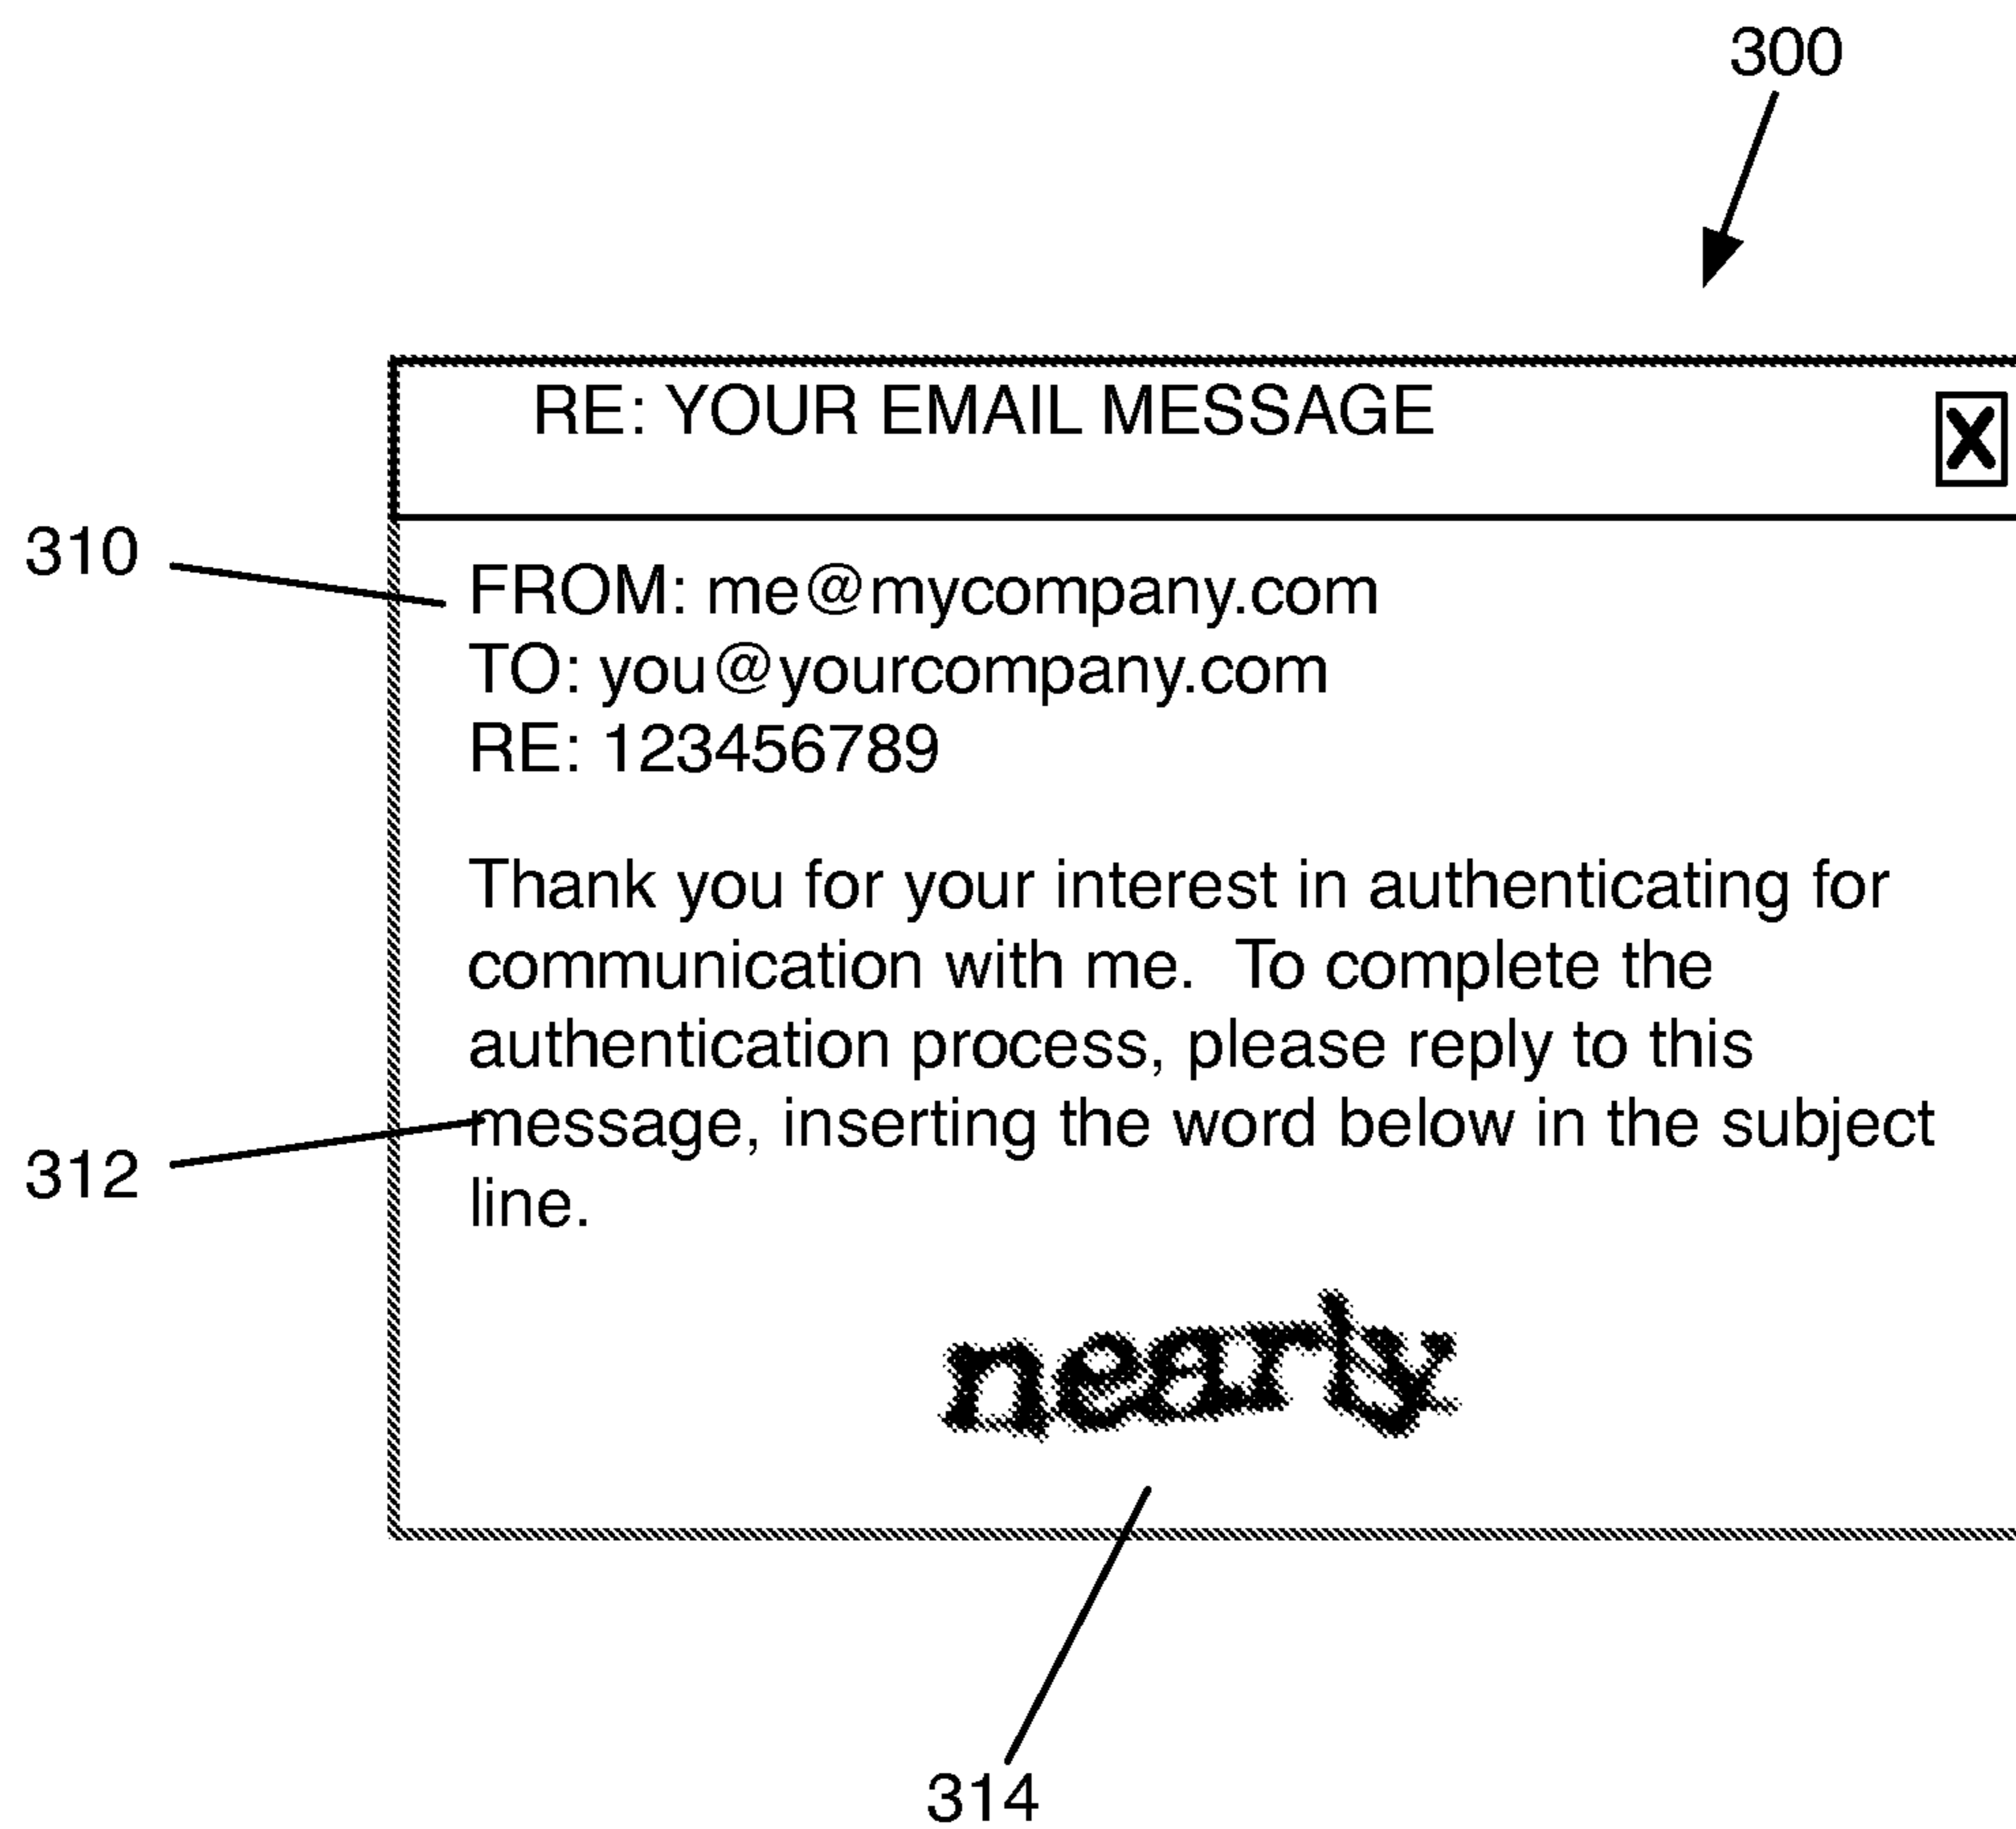 300
RE: YOUR EMAIL MESSAGE
X
310
FROM: me@mycompany.com
TO: you@yourcompany.com
RE: 123456789
Thank you for your interest in authenticating for
communication with me.  To complete the
authentication process, please reply to this
message, inserting the word below in the subject
312
line.
nearly
314